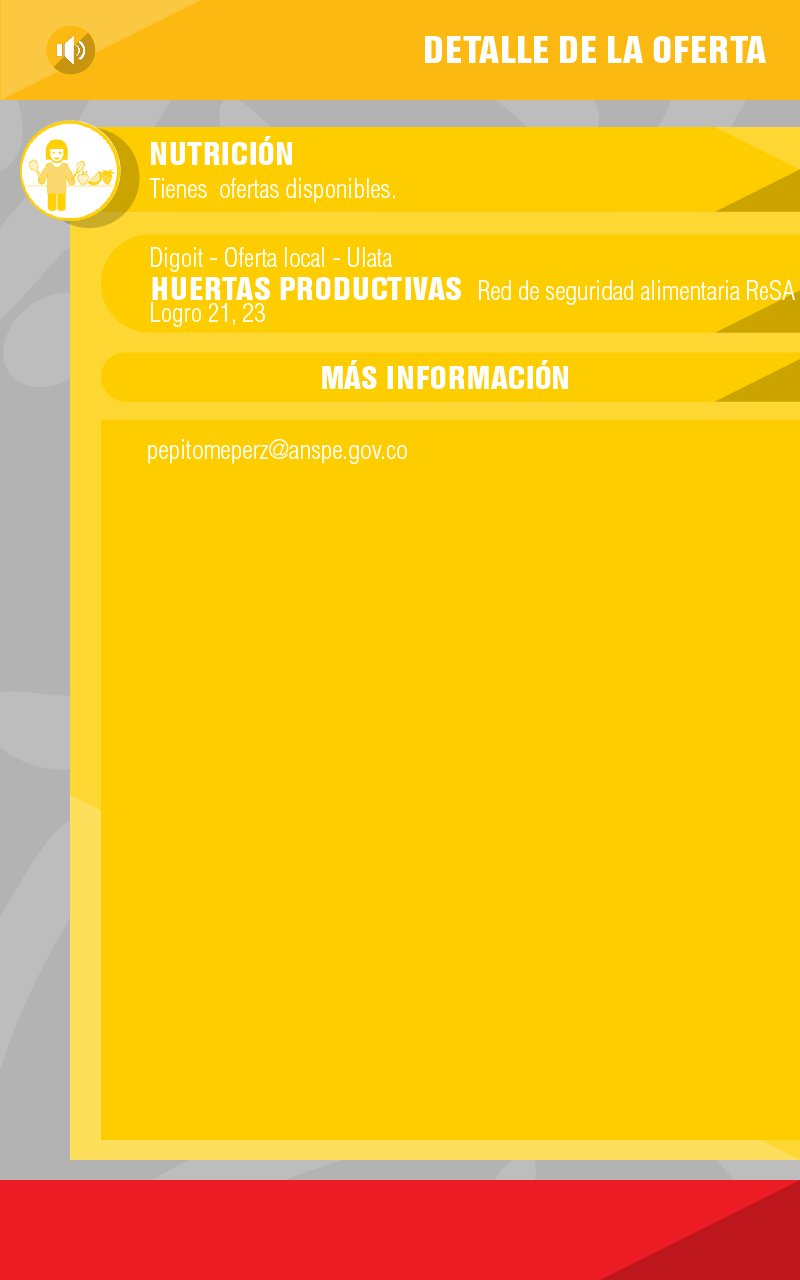 DETALLE DE LA OFERTA
NUTRICIÓN
Tienes  ofertas disponibles.
Digoit - Oferta local - Ulata
HUERTAS PRODUCTIVAS  Red de seguridad alimentaria ReSA
Logro 21, 23
MÁS INFORMACIÓN
pepitomeperz@anspe.gov.co